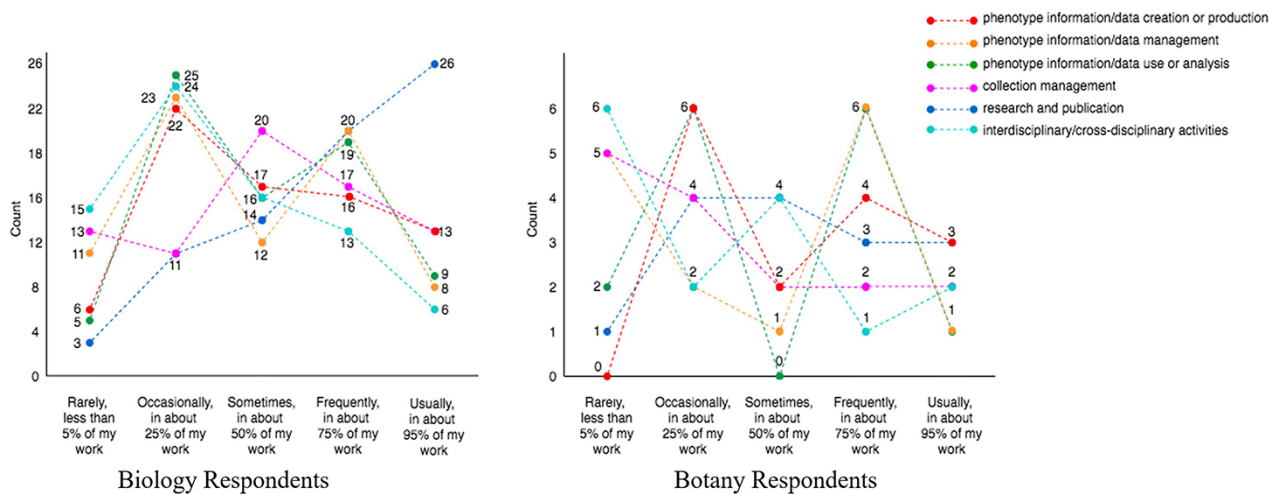 phenotype information/data creation or production
phenotype information/data management
phenotype information/data use or analysis
collection management
research and publication
interdisciplinary/cross-disciplinary activities
Count
26
22
18
16
12
8
4
0
15
13
11
6
5
3
25
24
23
22
11
20
17
16
14
12
20
19
17
16
13
26
13
9
8
6
Rarely,
less than
5% of my
work
Occasionally,
in about
25% of my
work
Sometimes,
in about
50% of my
work
Frequently,
in about
75% of my
work
Usually,
in about
95% of my
work
Biology Respondents
Count
6
5
4
3
2
1
0
6
5
2
1
0
6
4
2
4
2
1
0
6
4
3
2
1
3
2
1
Rarely,
less than
5% of my
work
Occasionally,
in about
25% of my
work
Sometimes,
in about
50% of my
work
Frequently,
in about
75% of my
work
Usually,
in about
95% of my
work
Botany Respondents